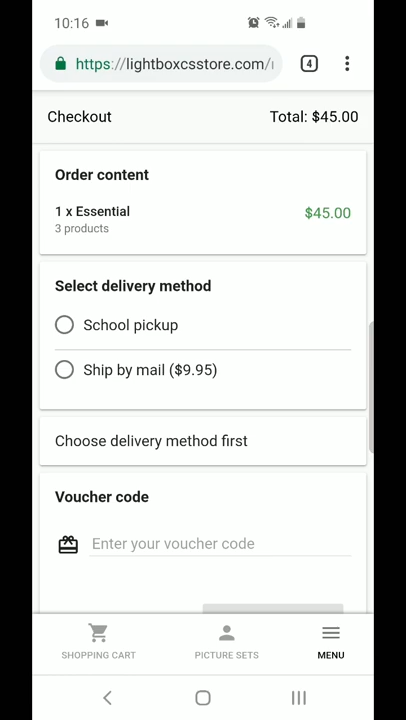 10:16
https://lightboxcsstore.com/
4
Checkout
Total: $45.00
Order content
1 x Essential
$45.00
3 products
Select delivery method
School pickup
Ship by mail ($9.95)
Choose delivery method first
Voucher code
Enter your voucher code
SHOPPING CART
PICTURE SETS
MENU